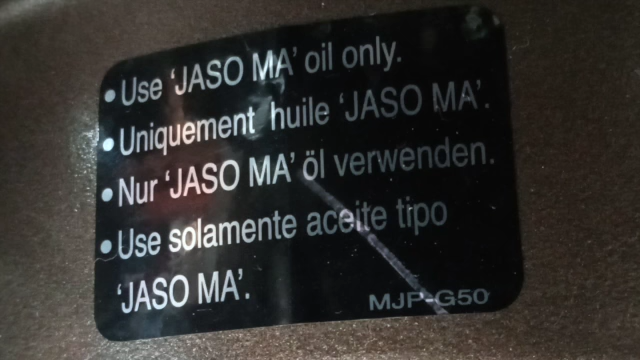 • Use 'JASO MA' oil only.
• Uniquement huile 'JASO MA'.
• Nur 'JASO MA' öl verwenden.
• Use solamente aceite tipo
'JASO MA'.
MJP-G50